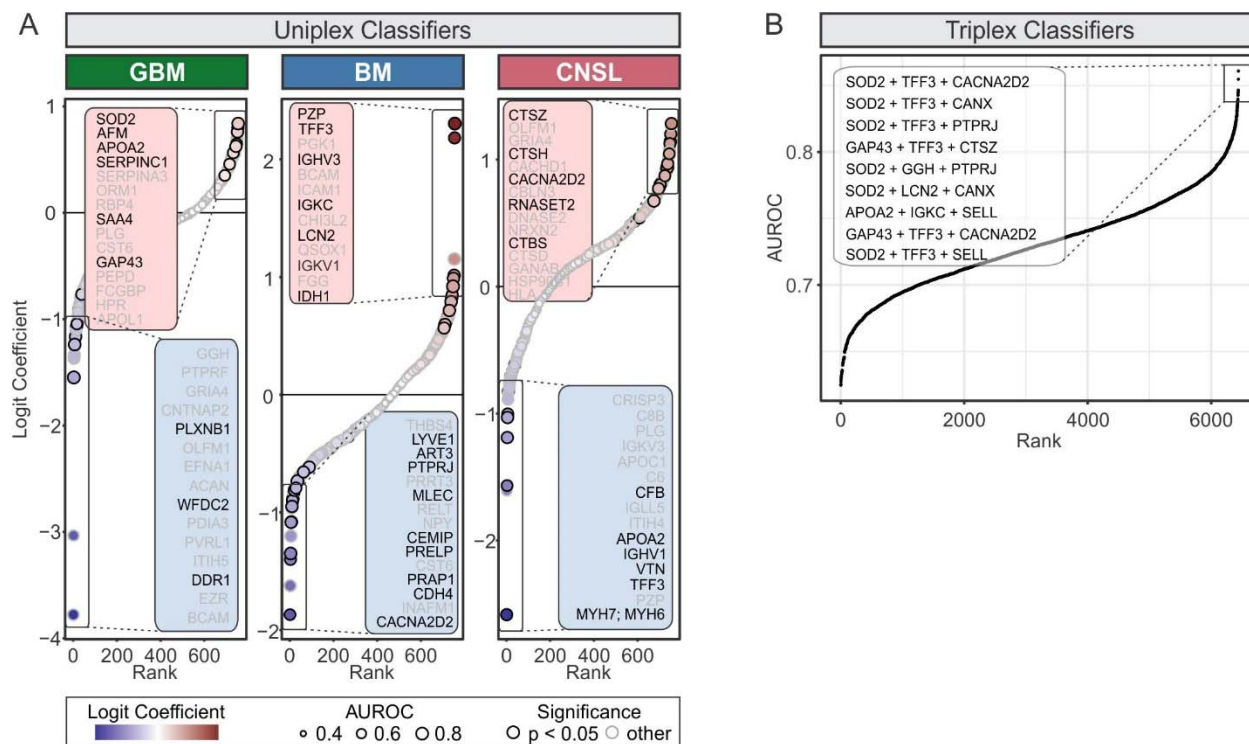 A
Uniplex Classifiers
GBM
BM
CNSL
Logit Coefficient
1
0
−1
−2
−3
−4
SOD2
AFM
APOA2
SERPINC1
SERPINA3
ORM1
RBP4
SAA4
PLG
CST6
GAP43
PEPD
FCGBP
HPR
APOL1
GGH
PTPRF
GRIA4
CNTNAP2
PLXNB1
OLFM1
EFNA1
ACAN
WFDC2
PDIA3
PVRL1
ITIH5
DDR1
EZR
BCAM
0 200 400 600
Rank
2
1
0
−1
−2
PZP
TFF3
PGK1
IGHV3
BCAM
ICAM1
IGKC
CHI3L2
LCN2
QSOX1
IGKV1
FGG
IDH1
THBS4
LYVE1
ART3
PTPRJ
PRRT3
MLEC
RELT
NPY
CEMIP
PRELP
CST6
PRAP1
CDH4
INAFM1
CACNA2D2
0 200 400 600
Rank
1
0
−1
−2
CTSZ
OLFM1
GRIA4
CTSH
CACHD1
CACNA2D2
CBLN3
RNASET2
DNASE2
NRXN2
CTBS
CTSD
GANAB
CRISP3
C8B
PLG
IGKV3
APOC1
C6
CFB
IGLL5
ITIH4
APOA2
IGHV1
VTN
TFF3
PZP
MYH7; MYH6
0 200 400 600
Rank
Logit Coefficient
AUROC
0.4 0.6 0.8
Significance
p < 0.05 other
B
Triplex Classifiers
AUROC
0.8
0.7
SOD2 + TFF3 + CACNA2D2
SOD2 + TFF3 + CANX
SOD2 + TFF3 + PTPRJ
GAP43 + TFF3 + CTSZ
SOD2 + GGH + PTPRJ
SOD2 + LCN2 + CANX
APOA2 + IGKC + SELL
GAP43 + TFF3 + CACNA2D2
SOD2 + TFF3 + SELL
0 2000 4000 6000
Rank